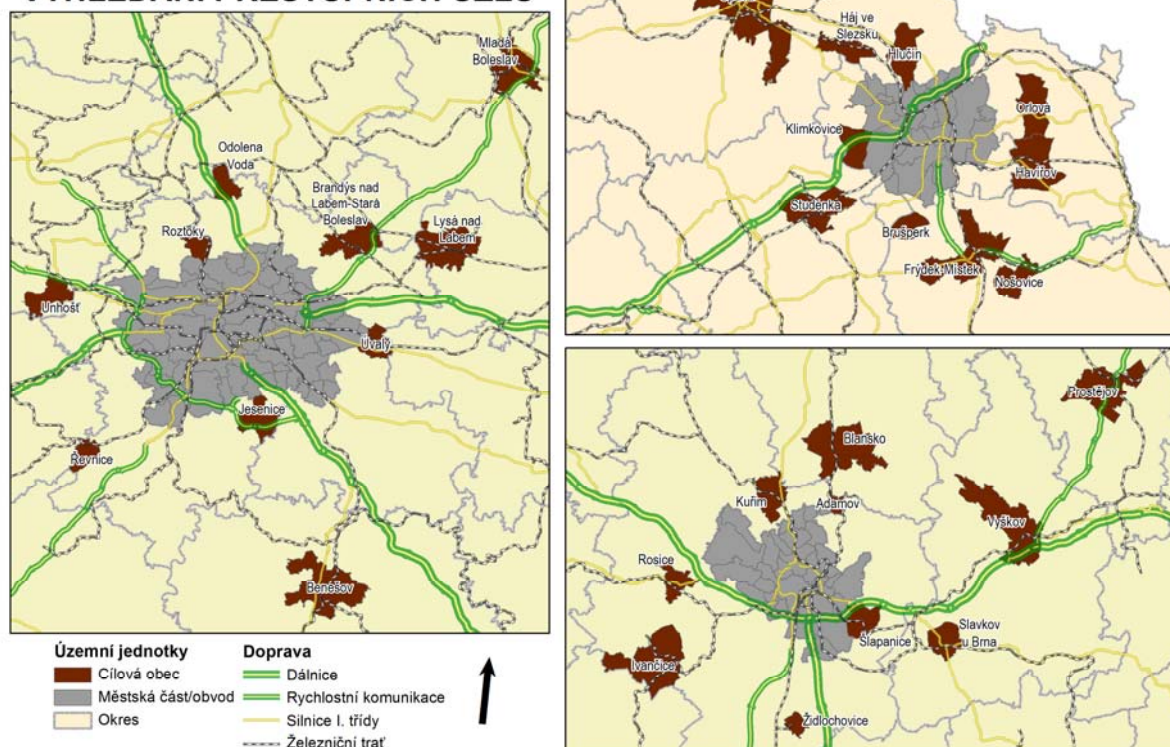 Mladá
Boleslav
Odolena
Voda
Brandýs nad
Labem-Stará
Boleslav
Lysá nad
Labem
Roztoky
Unhošť
Úvaly
Jesenice
Řevnice
Benešov
Háj ve
Slezsku
Hlučín
Klimkovice
Orlová
Havířov
Studénka
Brušperk
Frýdek-Místek
Nošovice
Prostějov
Blansko
Kuřim
Adamov
Vyškov
Rosice
Šlapanice
Slavkov
u Brna
Ivančice
Židlochovice
Územní jednotky
Cílová obec
Městská část/obvod
Okres
Doprava
Dálnice
Rychlostní komunikace
Silnice I. třídy
Železniční trať